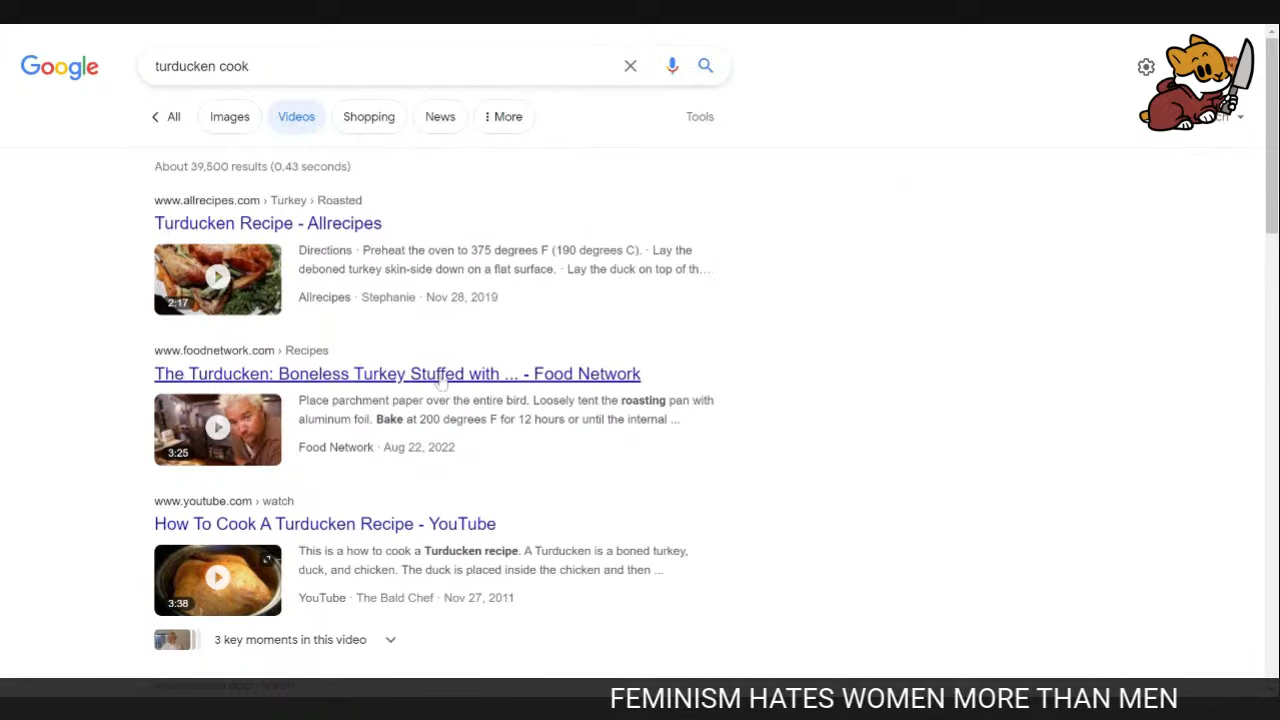 Google
turducken cook
All Images Videos Shopping News More Tools
About 39,500 results (0.43 seconds)
www.allrecipes.com › Turkey › Roasted
Turducken Recipe - Allrecipes
Directions · Preheat the oven to 375 degrees F (190 degrees C). · Lay the
deboned turkey skin-side down on a flat surface. · Lay the duck on top of th...
2:17
Allrecipes · Stephanie · Nov 28, 2019
www.foodnetwork.com › Recipes
The Turducken: Boneless Turkey Stuffed with ... - Food Network
Place parchment paper over the entire bird. Loosely tent the roasting pan with
aluminum foil. Bake at 200 degrees F for 12 hours or until the internal ...
3:25
Food Network · Aug 22, 2022
www.youtube.com › watch
How To Cook A Turducken Recipe - YouTube
This is a how to cook a Turducken recipe. A Turducken is a boned turkey,
duck, and chicken. The duck is placed inside the chicken and then ...
3:38
YouTube · The Bald Chef · Nov 27, 2011
3 key moments in this video
FEMINISM HATES WOMEN MORE THAN MEN